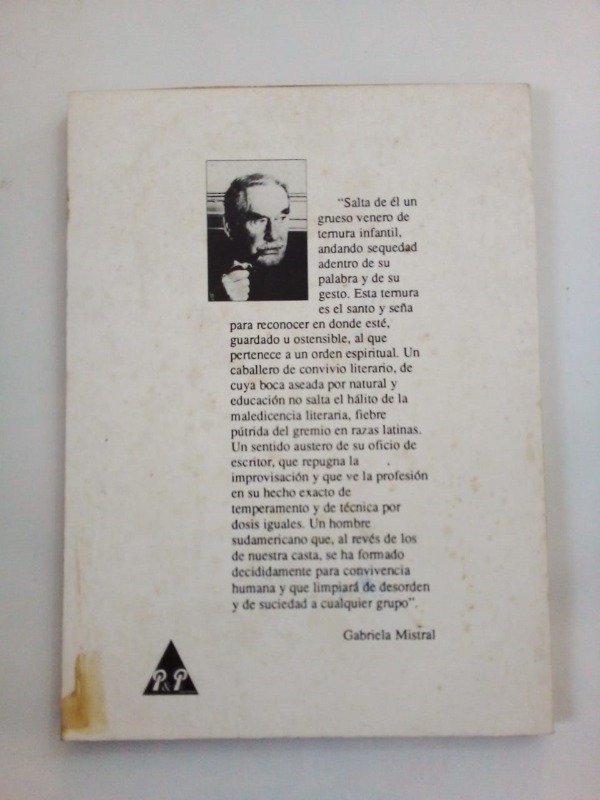 “Salta de él un
grueso venero de
ternura infantil,
andando sequedad
adentro de su
palabra y de su
gesto. Esta ternura
es el santo y seña
para reconocer en donde esté,
guardado u ostensible, al que
pertenece a un orden espiritual. Un
caballero de convivio literario, de
cuya boca aseada por natural y
educación no salta el hálito de la
maledicencia literaria, fiebre
pútrida del gremio en razas latinas.
Un sentido austero de su oficio de
escritor, que repugna la
improvisación y que ve la profesión
en su hecho exacto de
temperamento y de técnica por
dosis iguales. Un hombre
sudamericano que, al revés de los
de nuestra casta, se ha formado
decididamente para convivencia
humana y que limpiará de desorden
y de suciedad a cualquier grupo”.
Gabriela Mistral
P&P